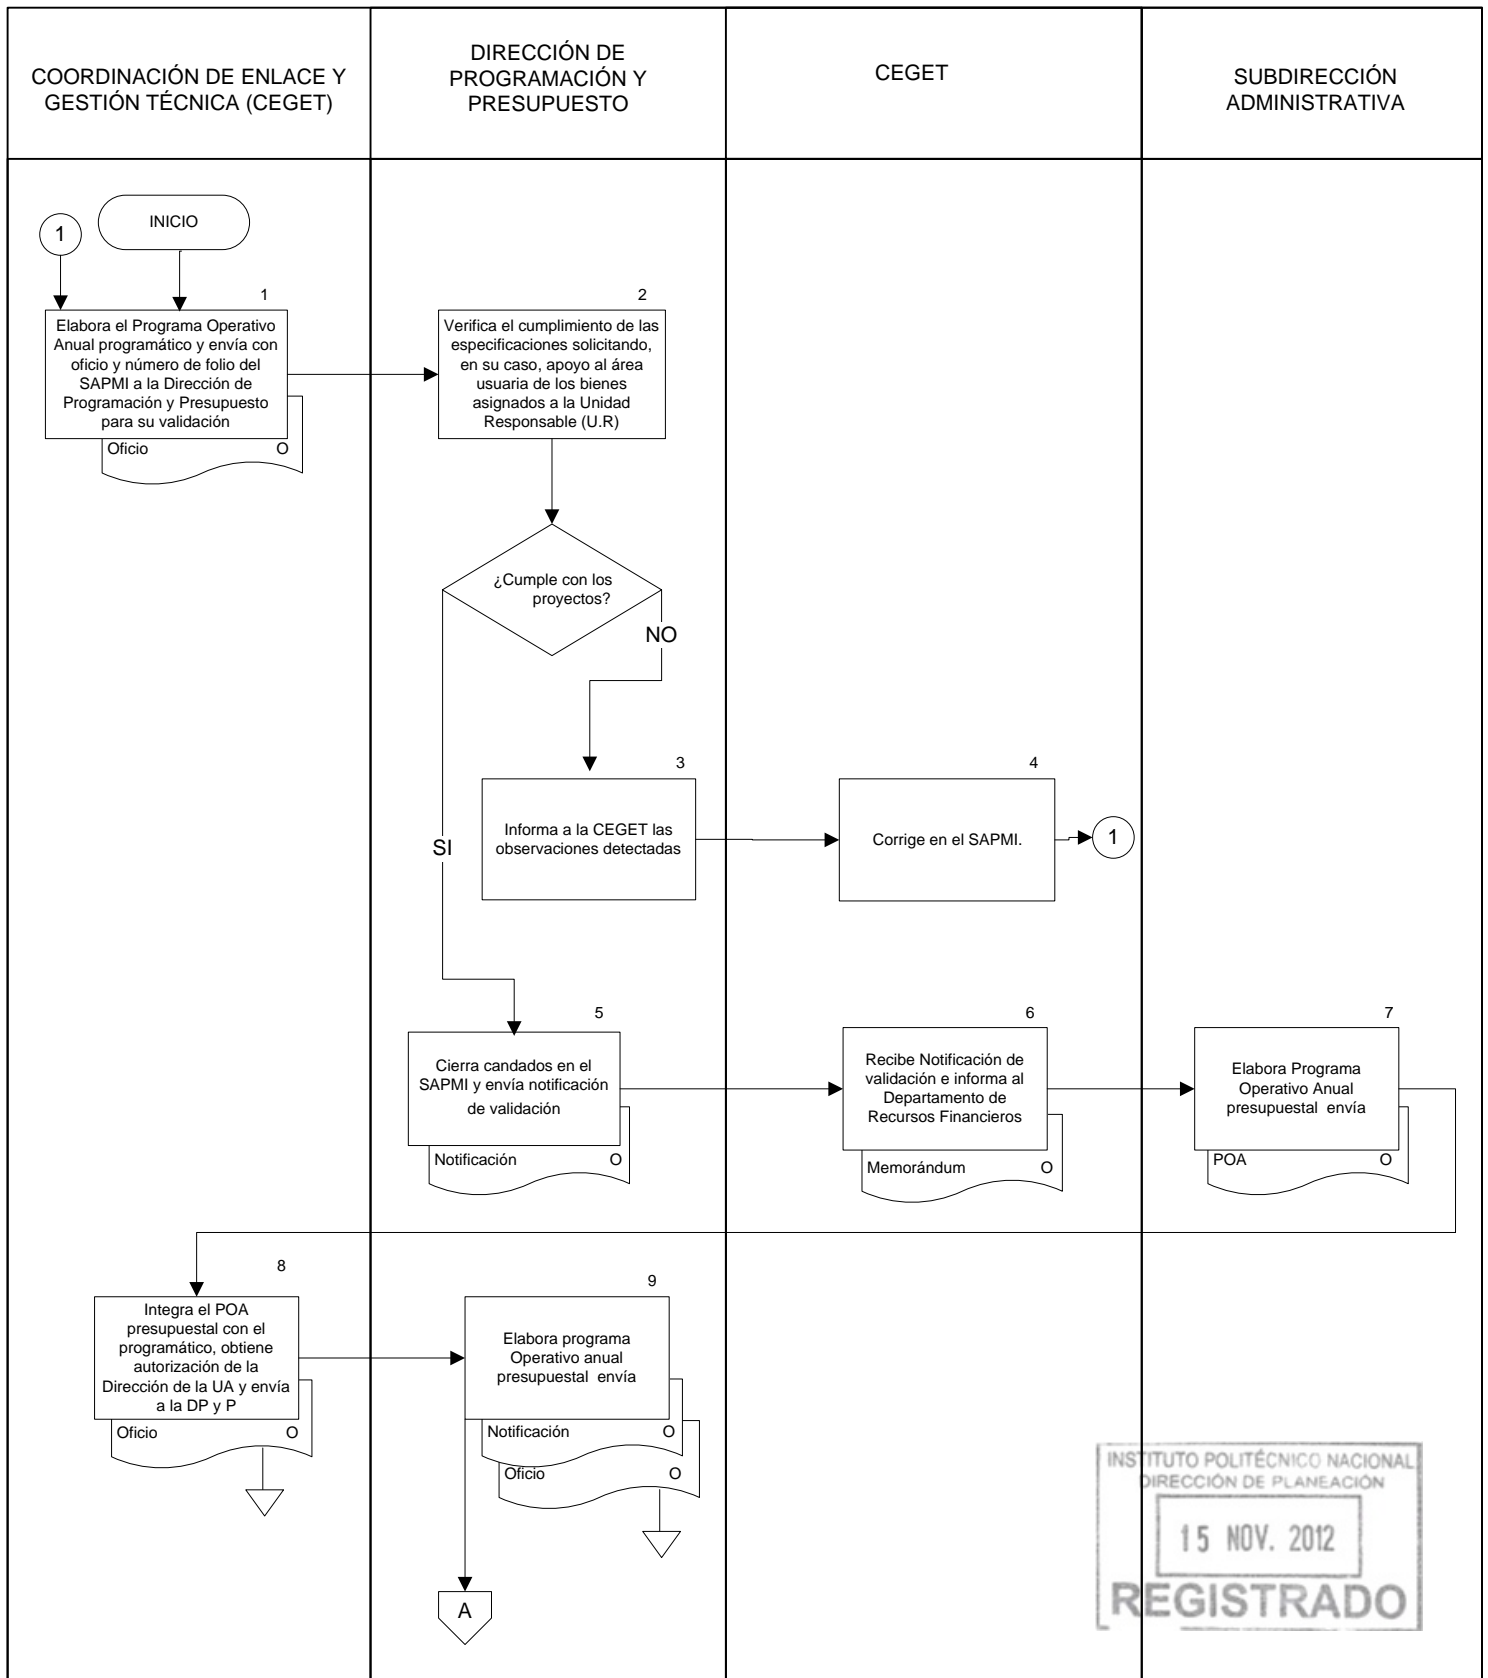 COORDINACIÓN DE ENLACE Y
GESTIÓN TÉCNICA (CEGET)
DIRECCIÓN DE
PROGRAMACIÓN Y
PRESUPUESTO
CEGET
SUBDIRECCIÓN
ADMINISTRATIVA
1
INICIO
1
Elabora el Programa Operativo
Anual programático y envía con
oficio y número de folio del
SAPMI a la Dirección de
Programación y Presupuesto
para su validación
Oficio O
2
Verifica el cumplimiento de las
especificaciones solicitando,
en su caso, apoyo al área
usuaria de los bienes
asignados a la Unidad
Responsable (U.R)
¿Cumple con los
proyectos?
NO
SI
3
Informa a la CEGET las
observaciones detectadas
4
Corrige en el SAPMI.
1
5
Cierra candados en el
SAPMI y envía notificación
de validación
Notificación O
6
Recibe Notificación de
validación e informa al
Departamento de
Recursos Financieros
Memorándum O
7
Elabora Programa
Operativo Anual
presupuestal envía
POA O
8
Integra el POA
presupuestal con el
programático, obtiene
autorización de la
Dirección de la UA y envía
a la DP y P
Oficio O
9
Elabora programa
Operativo anual
presupuestal envía
Notificación O
Oficio O
A
INSTITUTO POLITÉCNICO NACIONAL
DIRECCIÓN DE PLANEACIÓN
15 NOV. 2012
REGISTRADO